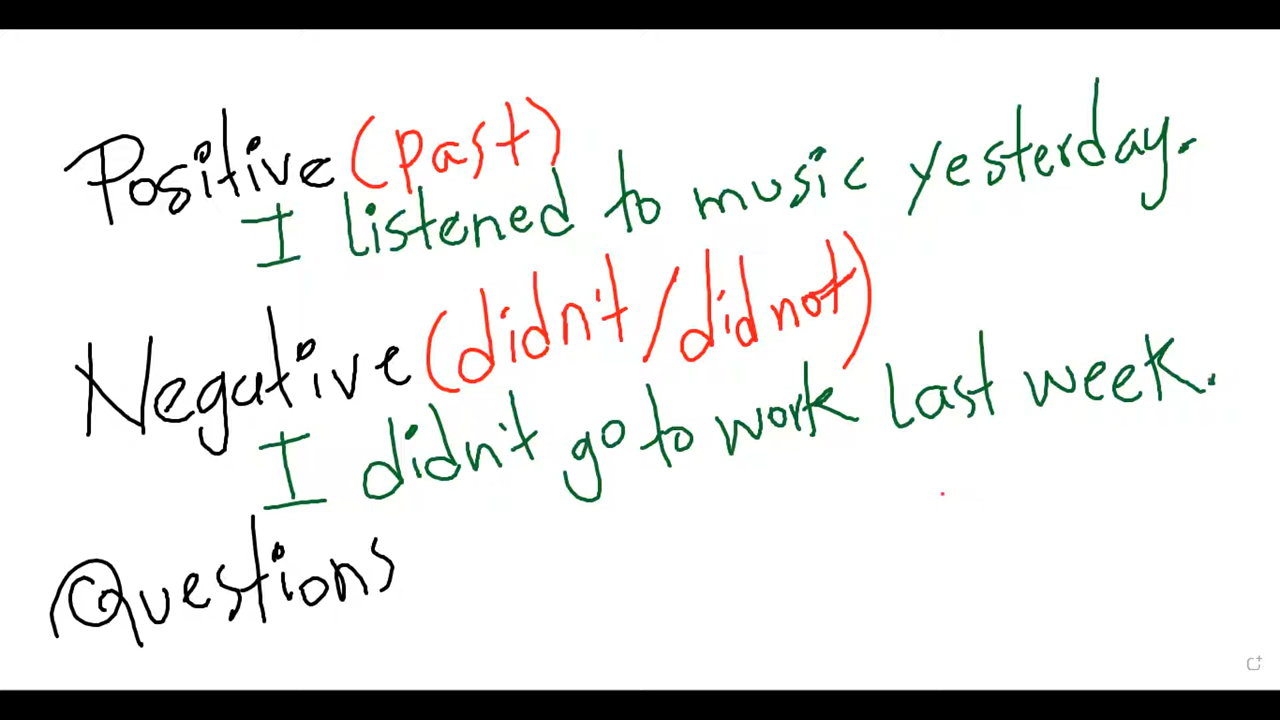 Positive (past)
I listened to music yesterday.
Negative (didn't/did not)
I didn't go to work last week.
Questions